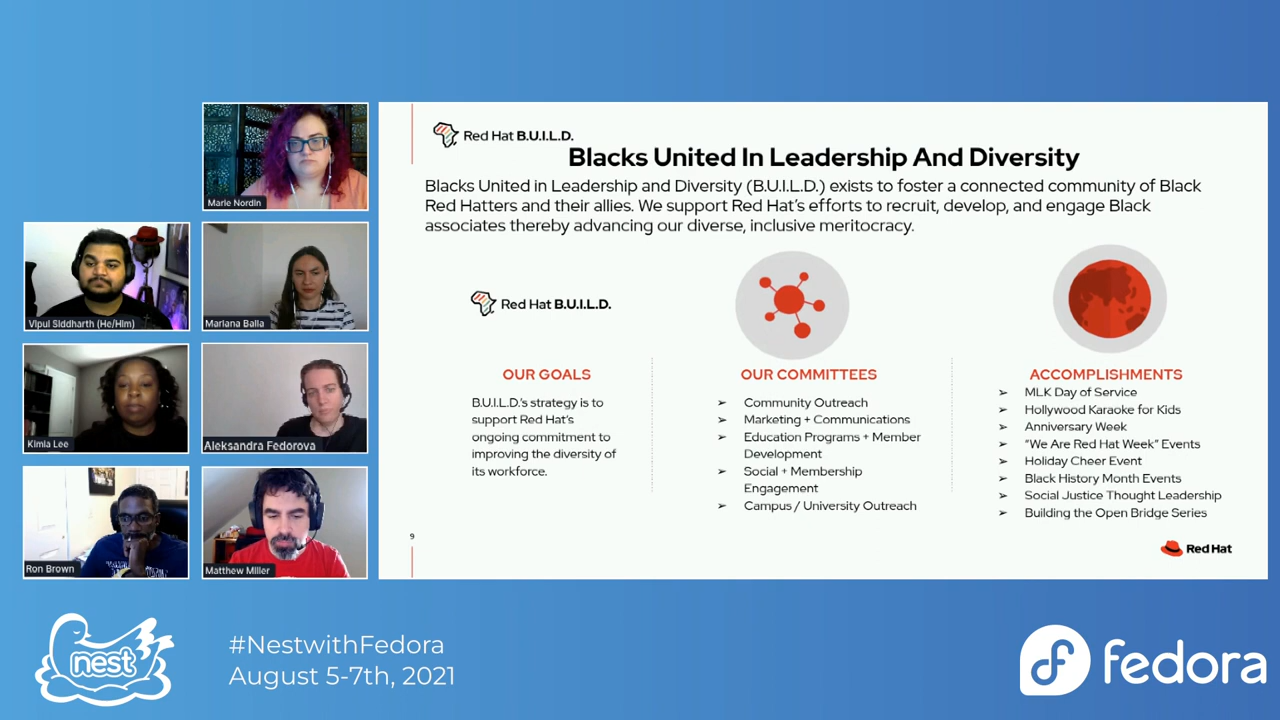 Marie Nordin
Vipul Siddharth (He/Him)
Mariana Balla
Kimla Lee
Aleksandra Fedorova
Ron Brown
Matthew Miller
Red Hat B.U.I.L.D.
Blacks United In Leadership And Diversity
Blacks United in Leadership and Diversity (B.U.I.L.D.) exists to foster a connected community of Black
Red Hatters and their allies. We support Red Hat's efforts to recruit, develop, and engage Black
associates thereby advancing our diverse, inclusive meritocracy.
Red Hat B.U.I.L.D.
OUR GOALS
B.U.I.L.D.'s strategy is to
support Red Hat's
ongoing commitment to
improving the diversity of
its workforce.
OUR COMMITTEES
➢ Community Outreach
➢ Marketing + Communications
➢ Education Programs + Member
Development
➢ Social + Membership
Engagement
➢ Campus / University Outreach
ACCOMPLISHMENTS
➢ MLK Day of Service
➢ Hollywood Karaoke for Kids
➢ Anniversary Week
➢ "We Are Red Hat Week" Events
➢ Holiday Cheer Event
➢ Black History Month Events
➢ Social Justice Thought Leadership
➢ Building the Open Bridge Series
9
Red Hat
nest
#NestwithFedora
August 5-7th, 2021
fedora